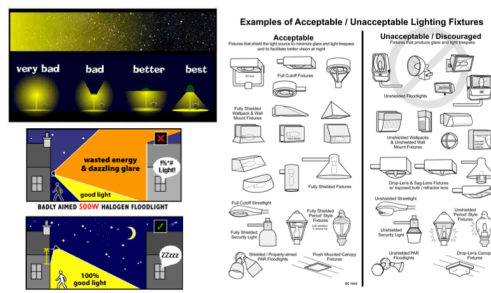 very bad
bad
better
best
wasted energy
& dazzling glare
!%*#
Light!
good light
BADLY AIMED 500W HALOGEN FLOODLIGHT
ZZzzz
100%
good light
Examples of Acceptable / Unacceptable Lighting Fixtures
Acceptable
Fixtures that shield the light source to minimize glare and light trespass
and to facilitate better vision at night
Full Cutoff Fixtures
Fully Shielded
Wallpack & Wall
Mount Fixtures
Fully Shielded Fixtures
Full Cutoff Streetlight
Fully Shielded
'Period' Style
Fixtures
Fully Shielded
Security Light
Shielded / Properly-aimed
PAR Floodlights
Flush Mounted Canopy
Fixtures
Unacceptable / Discouraged
Fixtures that produce glare and light trespass
Unshielded Floodlights
Unshielded Wallpacks
& Unshielded Wall
Mount Fixtures
Drop-Lens & Sag-Lens Fixtures
w/ exposed bulb / refractor lens
Unshielded Streetlight
Unshielded
'Period' Style
Fixtures
Unshielded
Security Light
Unshielded PAR
Floodlights
Drop-Lens Canopy
Fixtures